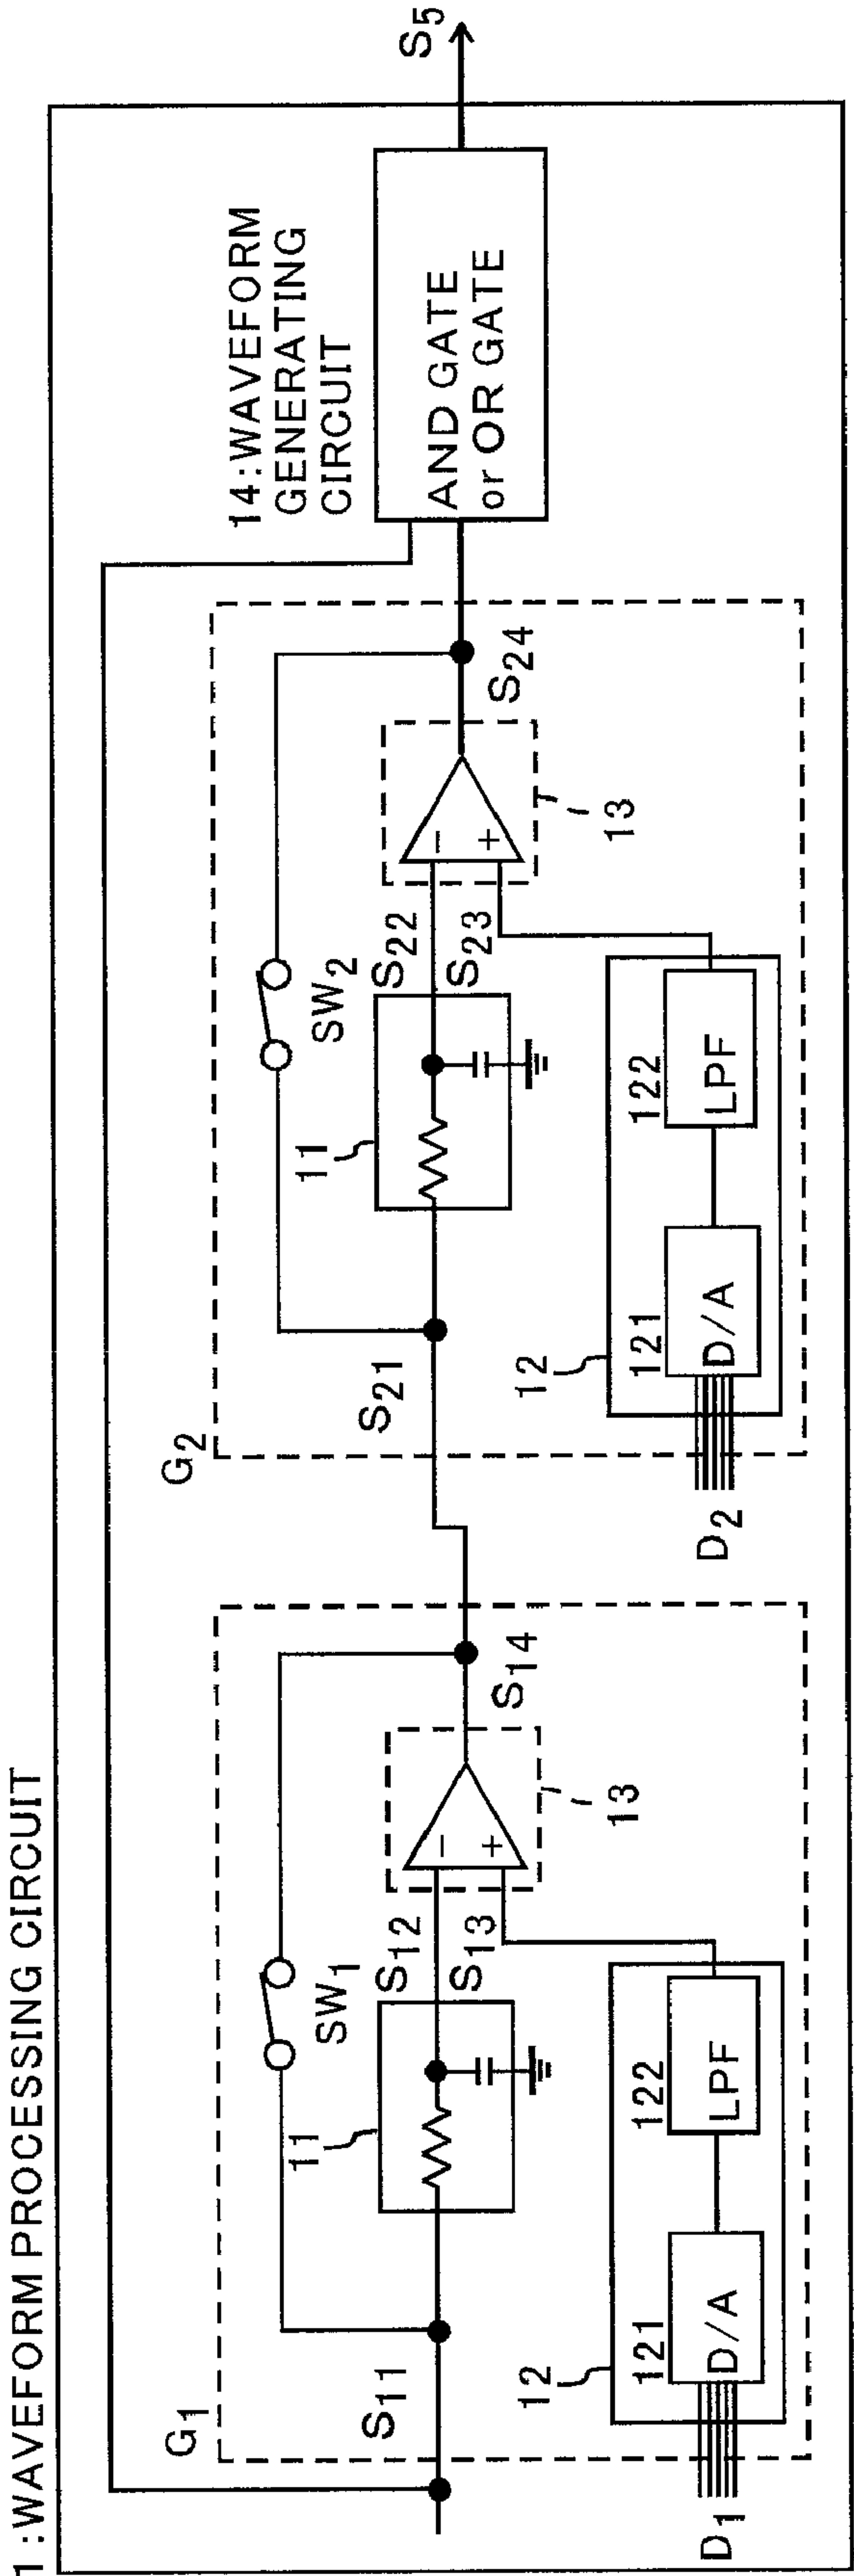 1:WAVEFORM PROCESSING CIRCUIT
G1
S11
SW1
11
S12
S13
S14
13
12
121
D/A
122
LPF
D1
G2
S21
SW2
11
S22
S23
S24
13
12
121
D/A
122
LPF
D2
14:WAVEFORM
GENERATING
CIRCUIT
AND GATE
or OR GATE
S5
− +
− +